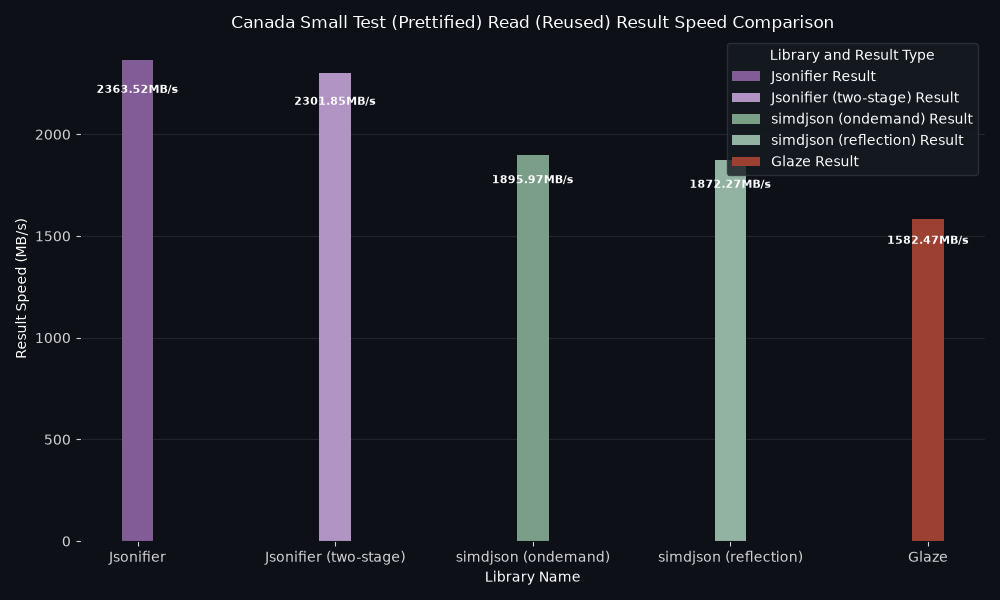 Canada Small Test (Prettified) Read (Reused) Result Speed Comparison
Library and Result Type
Jsonifier Result
Jsonifier (two-stage) Result
simdjson (ondemand) Result
simdjson (reflection) Result
Glaze Result
2363.52MB/s
2301.85MB/s
1895.97MB/s
1872.27MB/s
1582.47MB/s
Result Speed (MB/s)
2000
1500
1000
500
0
Jsonifier
Jsonifier (two-stage)
simdjson (ondemand)
simdjson (reflection)
Glaze
Library Name